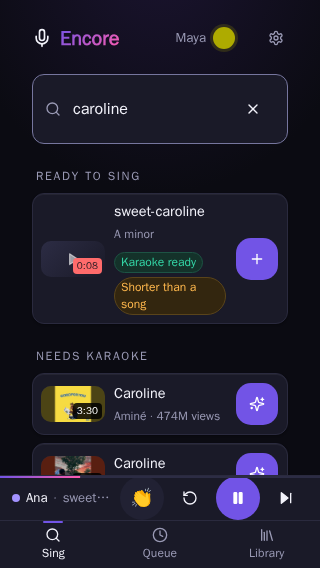 Encore
Maya
caroline
READY TO SING
sweet-caroline
A minor
0:08
Karaoke ready
Shorter than a
song
NEEDS KARAOKE
Caroline
3:30
Aminé · 474M views
Caroline
Ana · sweet···
Sing
Queue
Library